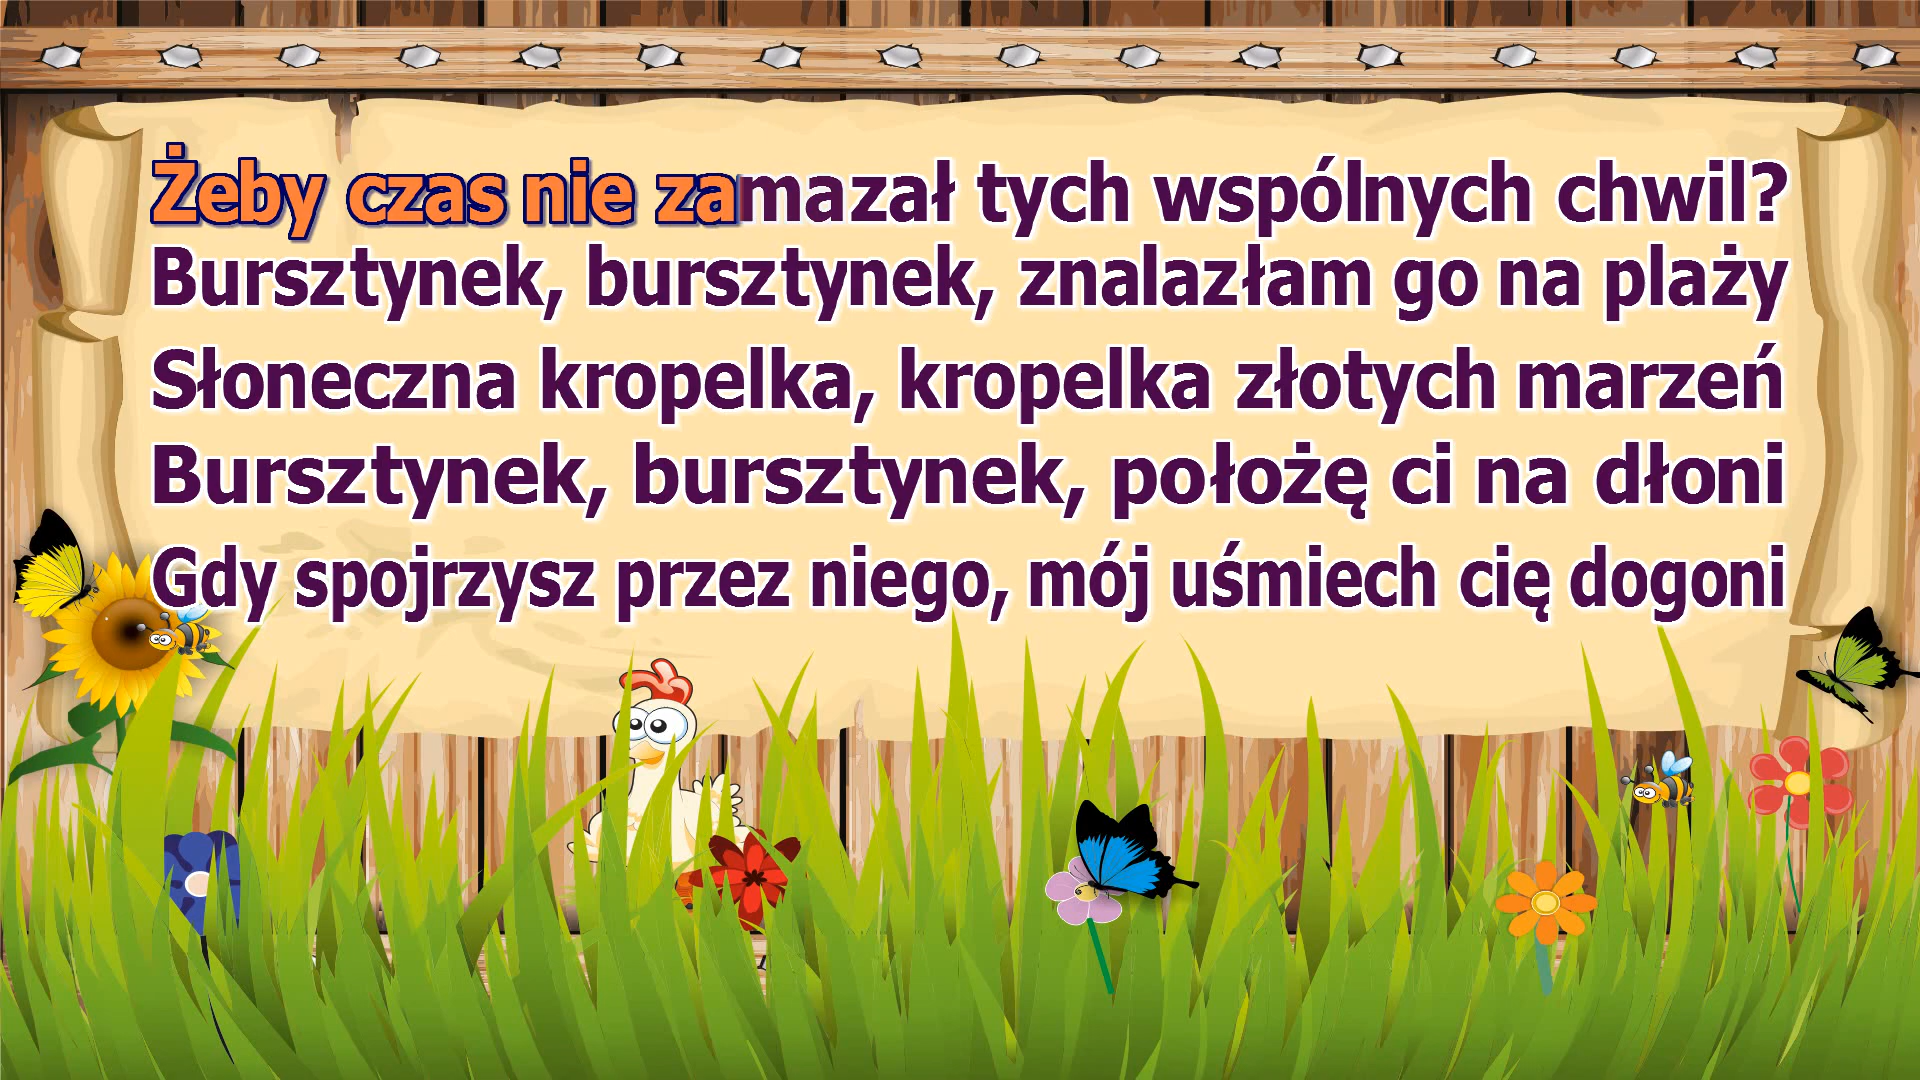 Żeby czas nie zamazał tych wspólnych chwil?
Bursztynek, bursztynek, znalazłam go na plaży
Słoneczna kropelka, kropelka złotych marzeń
Bursztynek, bursztynek, położę ci na dłoni
Gdy spojrzysz przez niego, mój uśmiech cię dogoni